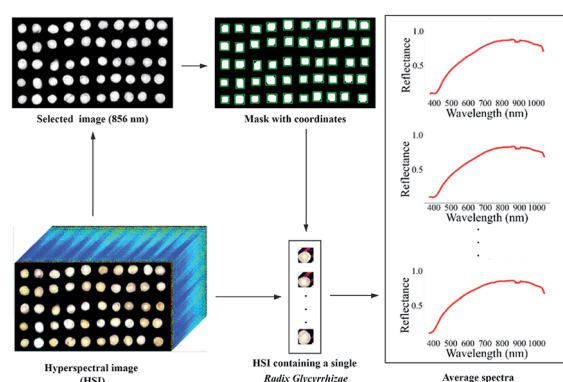 Selected image (856 nm)
Mask with coordinates
Hyperspectral image
(HSI)
HSI containing a single
Radix Glycyrrhizae
Reflectance
1.0
0.5
400 500 600 700 800 900 1000
Wavelength (nm)
Reflectance
1.0
0.5
400 500 600 700 800 900 1000
Wavelength (nm)
Reflectance
1.0
0.5
400 500 600 700 800 900 1000
Wavelength (nm)
Average spectra